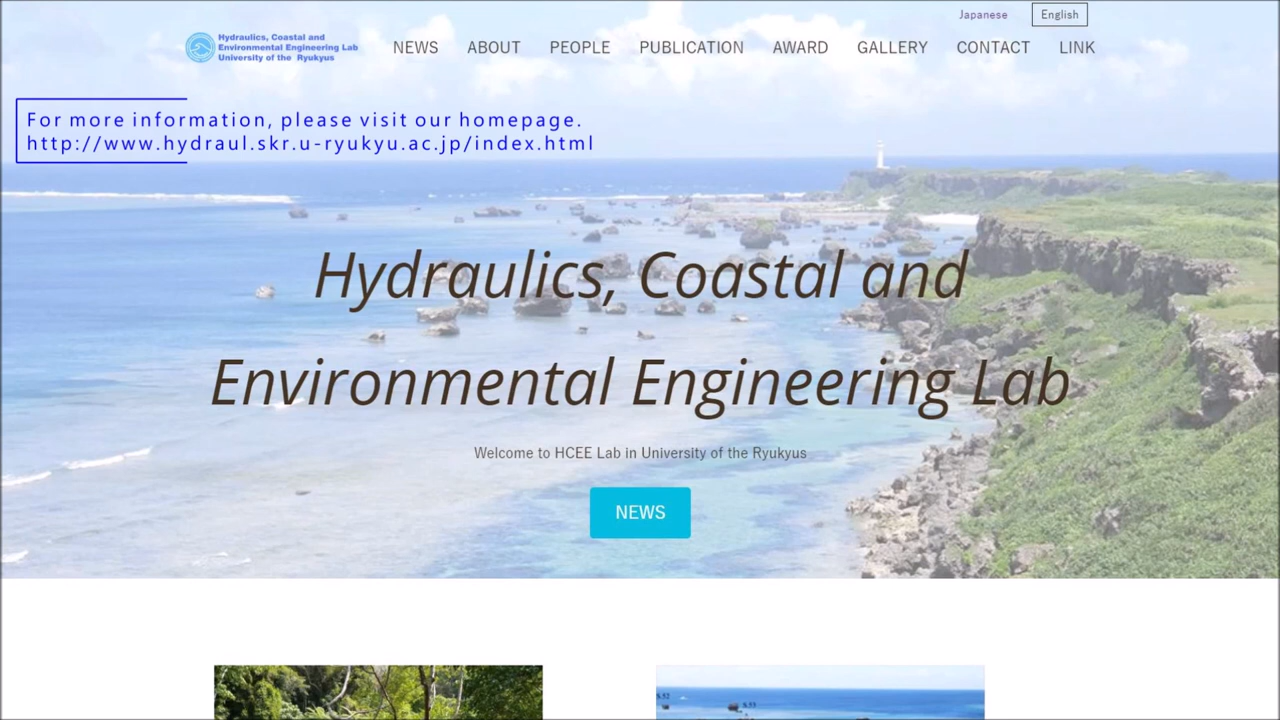 Japanese English
Hydraulics, Coastal and
Environmental Engineering Lab
University of the Ryukyus
NEWS ABOUT PEOPLE PUBLICATION AWARD GALLERY CONTACT LINK
For more information, please visit our homepage.
http://www.hydraul.skr.u-ryukyu.ac.jp/index.html
Hydraulics, Coastal and
Environmental Engineering Lab
Welcome to HCEE Lab in University of the Ryukyus
NEWS
S.52
S.53